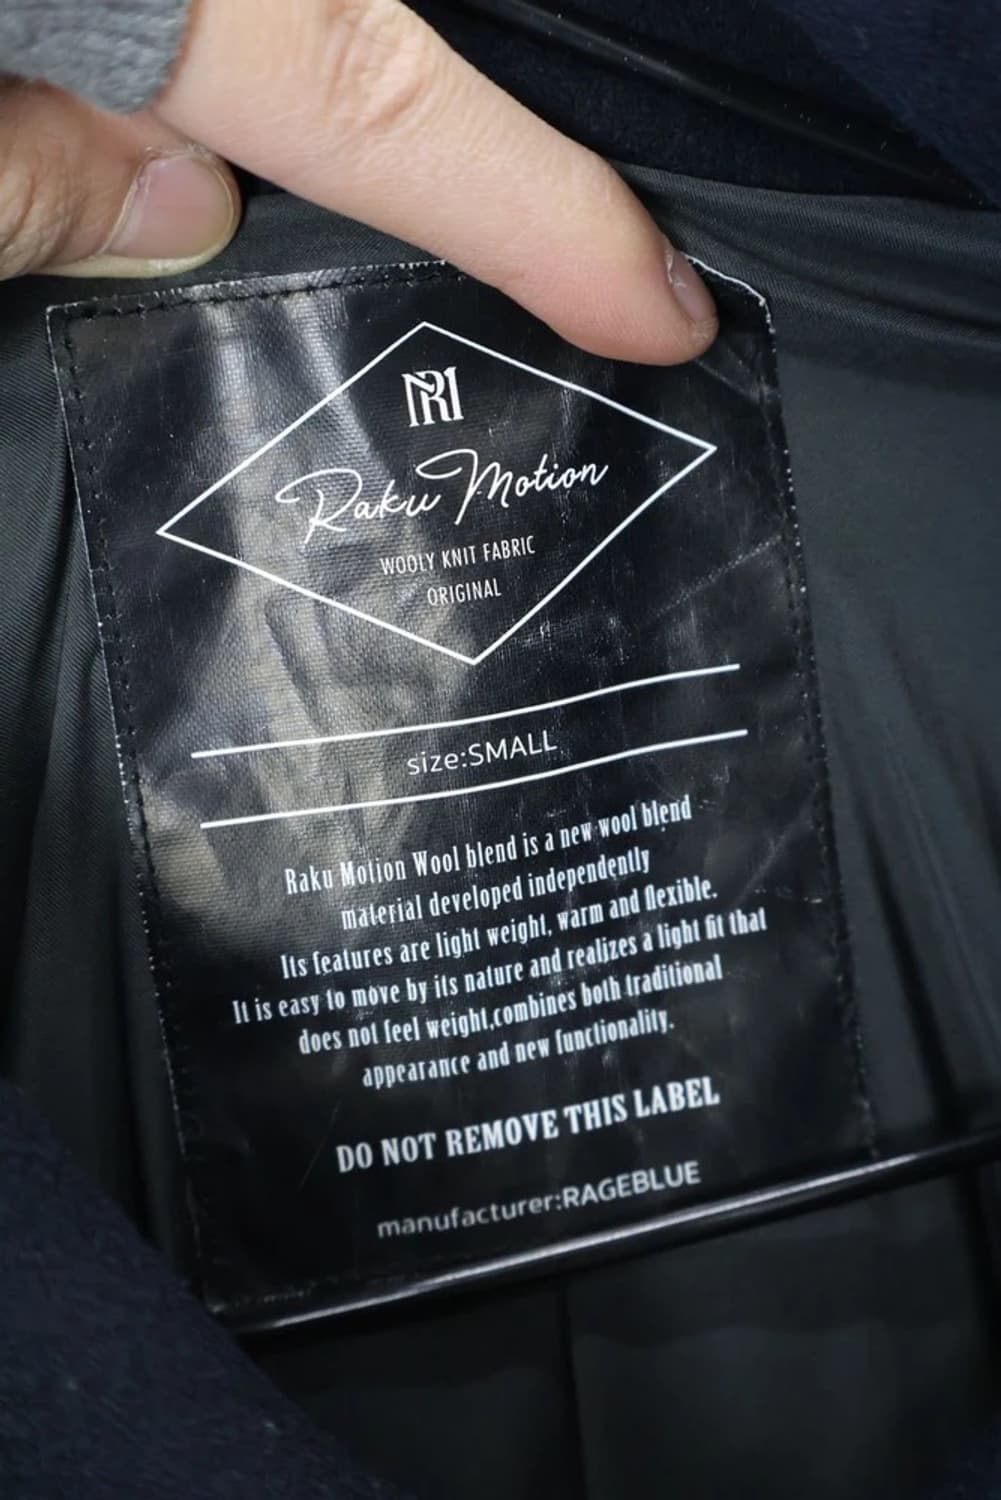 RM
Raku Motion
WOOLY KNIT FABRIC
ORIGINAL
size:SMALL
Raku Motion Wool blend is a new wool blend
material developed independently
Its features are light weight, warm and flexible.
It is easy to move by its nature and realizes a light fit that
does not feel weight,combines both traditional
appearance and new functionality.
DO NOT REMOVE THIS LABEL
manufacturer:RAGEBLUE